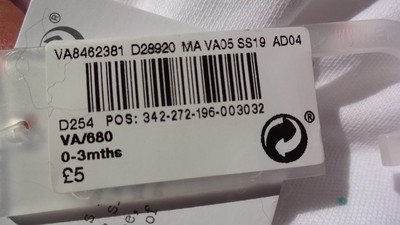 VA8462381 D28920 MA VA05 SS19 AD04
D254 POS: 342-272-196-003032
VA/680
0-3mths
£5
®